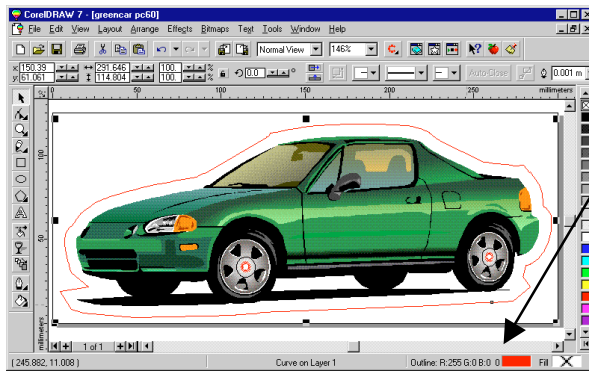 CorelDRAW 7 - [greencar pc60]
File Edit View Layout Arrange Effects Bitmaps Text Tools Window Help
Normal View 146%
x: 150.39 291.646 100. % 0.0 ° Auto Close 0.001 m
y: 61.061 114.804 100. %
0 50 100 150 200 250 millimeters
100
50
millimeters
1 of 1
( 245.882, 11.008 ) Curve on Layer 1 Outline: R:255 G:0 B:0 0 Fill